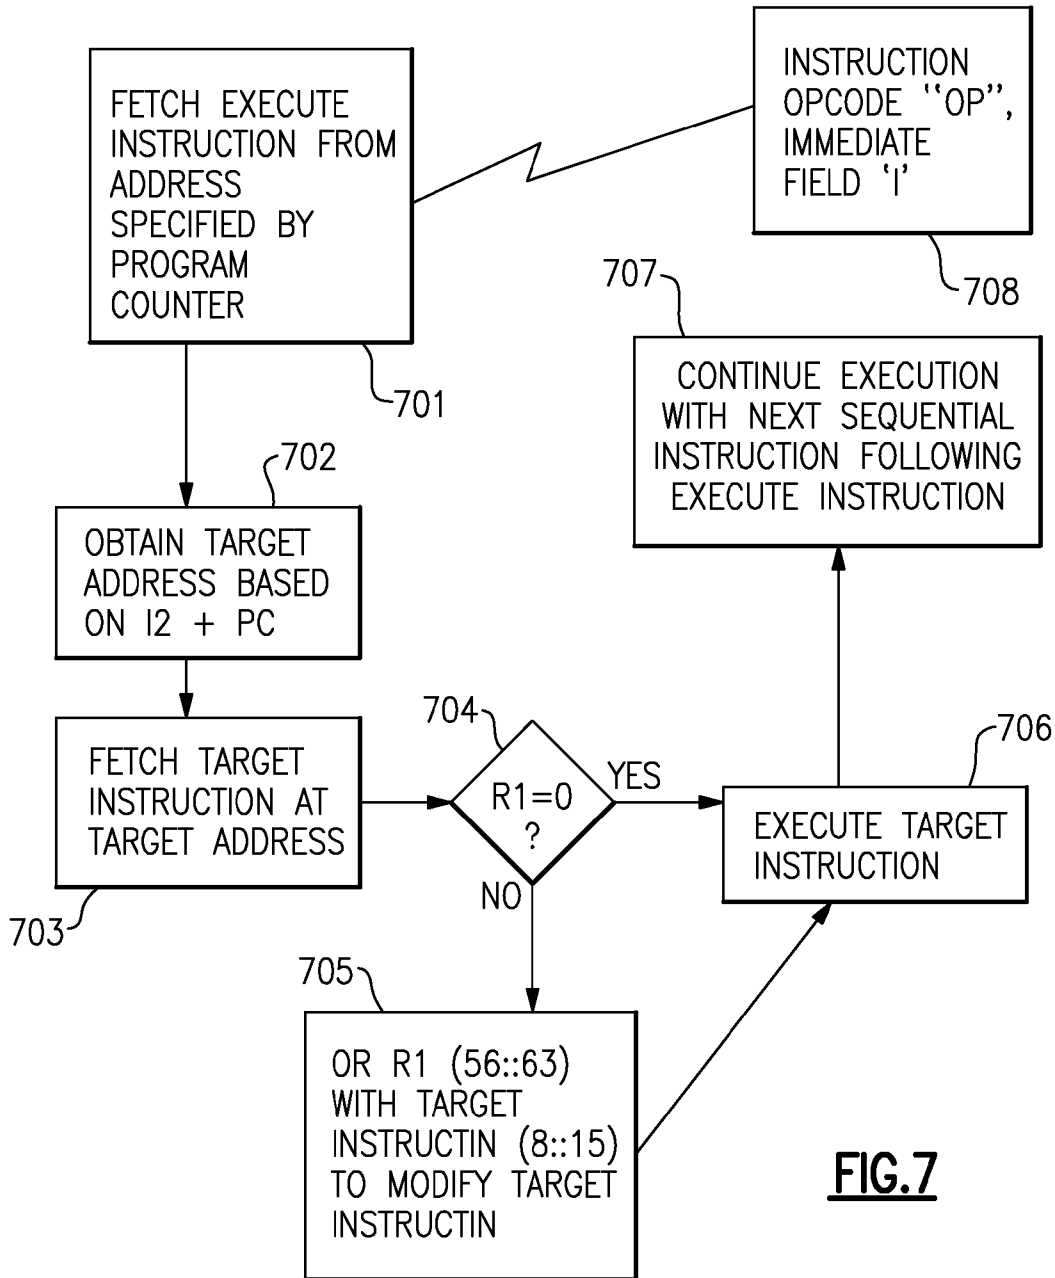 FETCH EXECUTE
INSTRUCTION FROM
ADDRESS
SPECIFIED BY
PROGRAM
COUNTER
701
INSTRUCTION
OPCODE "OP",
IMMEDIATE
FIELD 'I'
708
702
OBTAIN TARGET
ADDRESS BASED
ON I2 + PC
703
FETCH TARGET
INSTRUCTION AT
TARGET ADDRESS
704
R1=0
?
YES
NO
705
OR R1 (56::63)
WITH TARGET
INSTRUCTIN (8::15)
TO MODIFY TARGET
INSTRUCTIN
706
EXECUTE TARGET
INSTRUCTION
707
CONTINUE EXECUTION
WITH NEXT SEQUENTIAL
INSTRUCTION FOLLOWING
EXECUTE INSTRUCTION
FIG.7